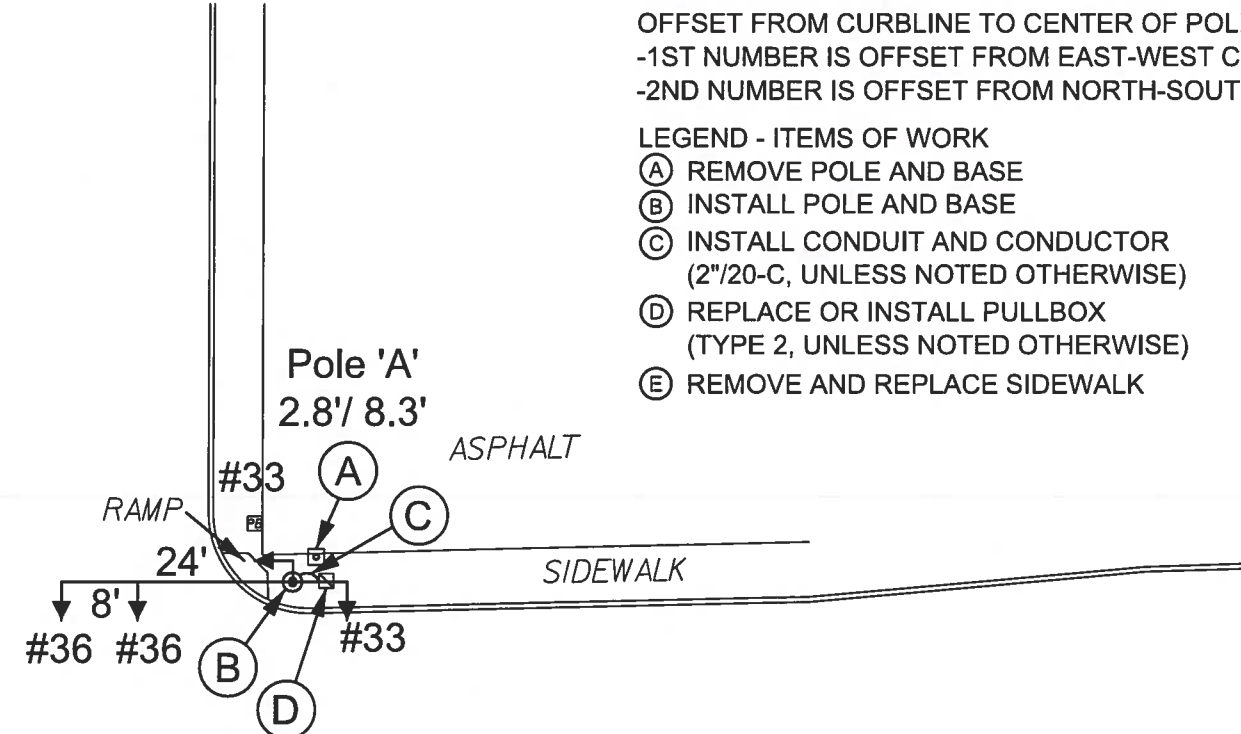 OFFSET FROM CURBLINE TO CENTER OF POL
-1ST NUMBER IS OFFSET FROM EAST-WEST C
-2ND NUMBER IS OFFSET FROM NORTH-SOUT
LEGEND - ITEMS OF WORK
A REMOVE POLE AND BASE
B INSTALL POLE AND BASE
C INSTALL CONDUIT AND CONDUCTOR
(2"/20-C, UNLESS NOTED OTHERWISE)
D REPLACE OR INSTALL PULLBOX
(TYPE 2, UNLESS NOTED OTHERWISE)
E REMOVE AND REPLACE SIDEWALK
Pole 'A'
2.8'/ 8.3'
ASPHALT
#33
A
RAMP
C
PB
24'
SIDEWALK
8'
#36 #36
#33
B
D